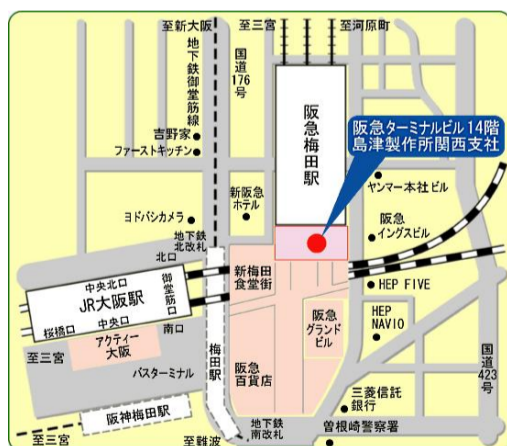 至新大阪
至三宮
至河原町
地下鉄御堂筋線
国道176号
阪急梅田駅
阪急ターミナルビル14階
島津製作所関西支社
吉野家
ファーストキッチン
ヤンマー本社ビル
新阪急ホテル
ヨドバシカメラ
阪急イングスビル
地下鉄北改札
北口
中央北口
御堂筋口
JR大阪駅
中央口
桜橋口
南口
新梅田食堂街
HEP FIVE
HEP NAVIO
阪急グランドビル
アクティー大阪
至三宮
バスターミナル
梅田駅
阪急百貨店
国道423号
三菱信託銀行
阪神梅田駅
地下鉄南改札
曽根崎警察署
至三宮
至難波